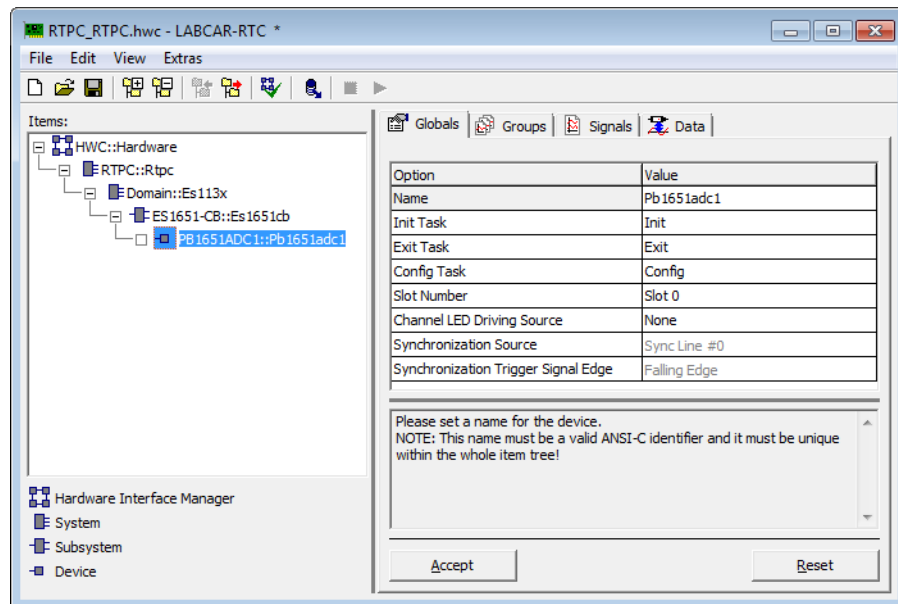 RTPC_RTPC.hwc - LABCAR-RTC *
File Edit View Extras
Items:
HWC::Hardware
RTPC::Rtpc
Domain::Es113x
ES1651-CB::Es1651cb
PB1651ADC1::Pb1651adc1
Hardware Interface Manager
System
Subsystem
Device
Globals Groups Signals Data
Option Value
Name Pb1651adc1
Init Task Init
Exit Task Exit
Config Task Config
Slot Number Slot 0
Channel LED Driving Source None
Synchronization Source Sync Line #0
Synchronization Trigger Signal Edge Falling Edge
Please set a name for the device.
NOTE: This name must be a valid ANSI-C identifier and it must be unique
within the whole item tree!
Accept Reset